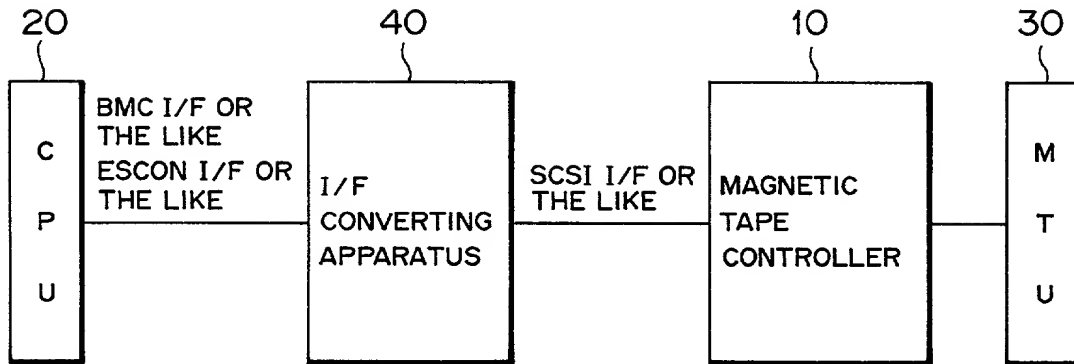 20
40
10
30
C
P
U
BMC I/F OR
THE LIKE
ESCON I/F OR
THE LIKE
I/F
CONVERTING
APPARATUS
SCSI I/F OR
THE LIKE
MAGNETIC
TAPE
CONTROLLER
M
T
U